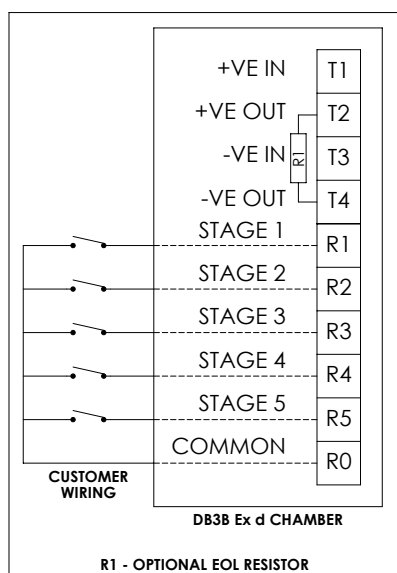 +VE IN T1
+VE OUT T2
R1
-VE IN T3
-VE OUT T4
STAGE 1 R1
STAGE 2 R2
STAGE 3 R3
STAGE 4 R4
STAGE 5 R5
COMMON R0
CUSTOMER
WIRING
DB3B Ex d CHAMBER
R1 - OPTIONAL EOL RESISTOR